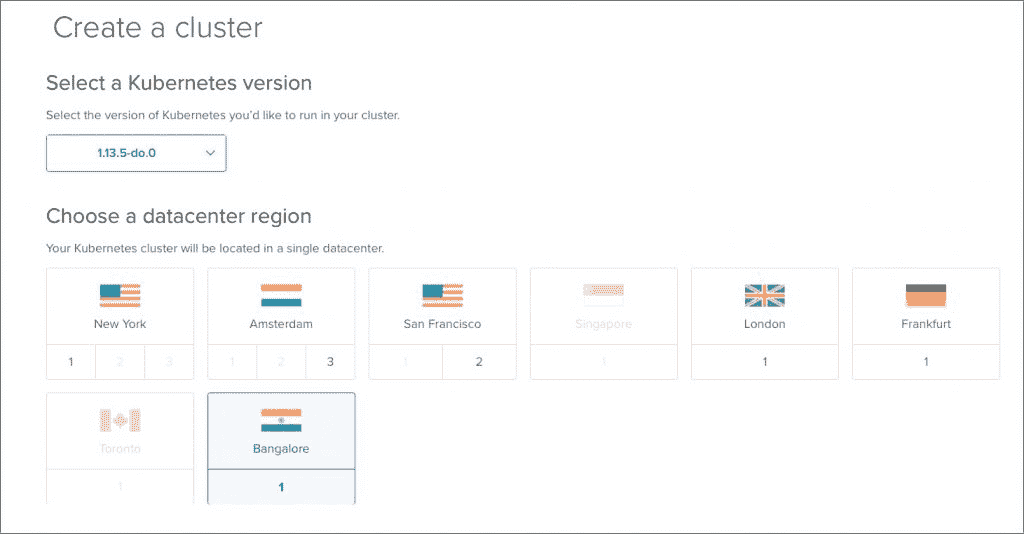 Create a cluster
Select a Kubernetes version
Select the version of Kubernetes you'd like to run in your cluster.
1.13.5-do.0
Choose a datacenter region
Your Kubernetes cluster will be located in a single datacenter.
New York
Amsterdam
San Francisco
Singapore
London
Frankfurt
1 2 3
1 2 3
1 2
1
1
1
Toronto
Bangalore
1
1